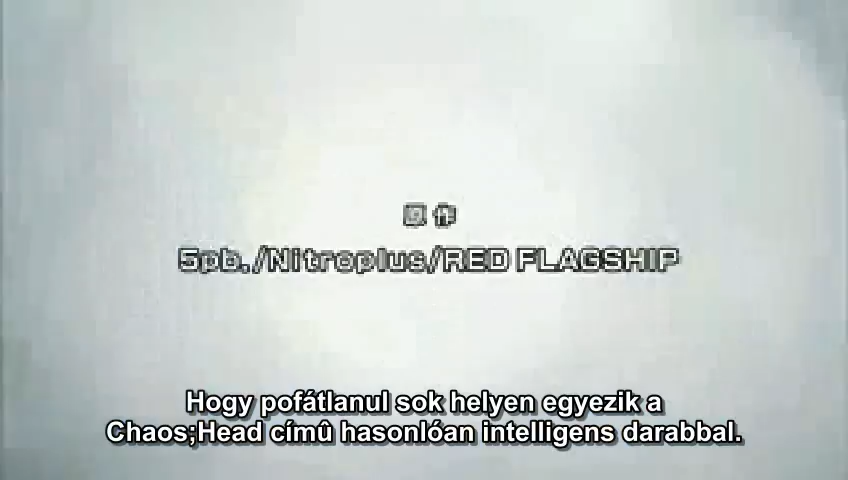 原作
5pb./Nitroplus/RED FLAGSHIP
Hogy pofátlanul sok helyen egyezik a
Chaos;Head címû hasonlóan intelligens darabbal.